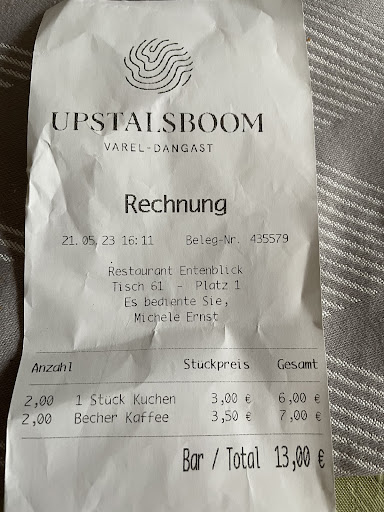 UPSTALSBOOM
VAREL-DANGAST
Rechnung
21.05.23 16:11 Beleg-Nr. 435579
Restaurant Entenblick
Tisch 61 - Platz 1
Es bediente Sie,
Michele Ernst
Anzahl Stückpreis Gesamt
2,00 1 Stück Kuchen 3,00 € 6,00 €
2,00 Becher Kaffee 3,50 € 7,00 €
Bar / Total 13,00 €